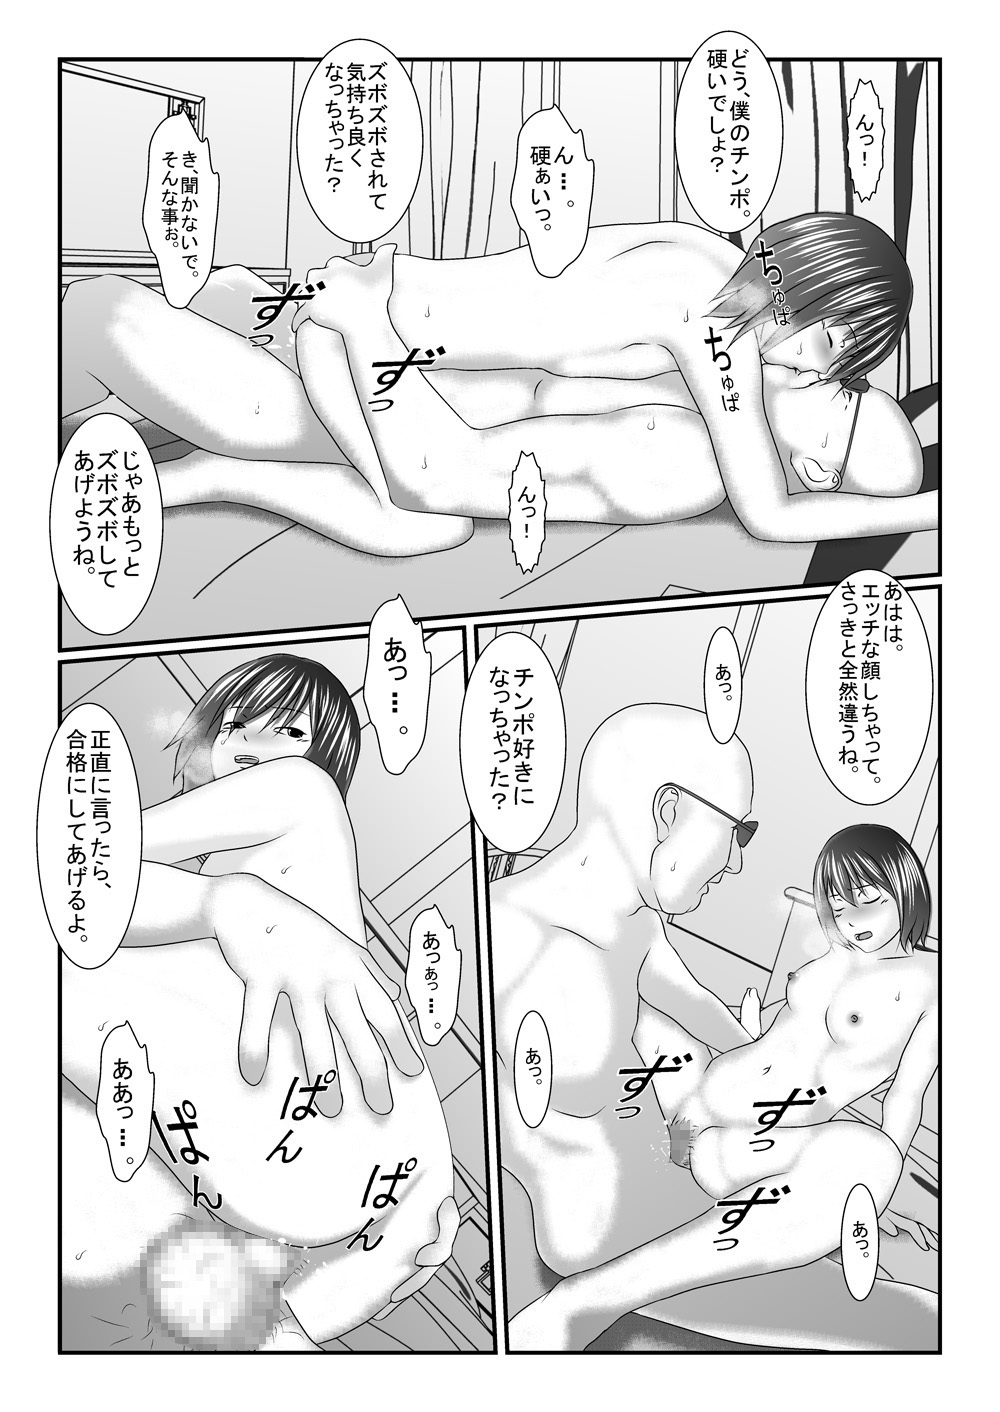 んっ！
どう、僕のチンポ。
硬いでしょ？
ちゅぱ
ちゅぱ
ん…。
硬ぁいっ。
ズボズボされて
気持ち良く
なっちゃった？
き、聞かないで。
そんな事ぉ。
ずっ
ずっ
んっ！
じゃあもっと
ズボズボして
あげようね。
あはは。
エッチな顔しちゃって。
さっきと全然違うね。
あっ。
チンポ好きに
なっちゃった？
あっ。
ずっ
ずっ
ずっ
あっ。
あっ…。
正直に言ったら、
合格にしてあげるよ。
あっあっ…。
ああっ…。
ぱん
ぱん
ぱん